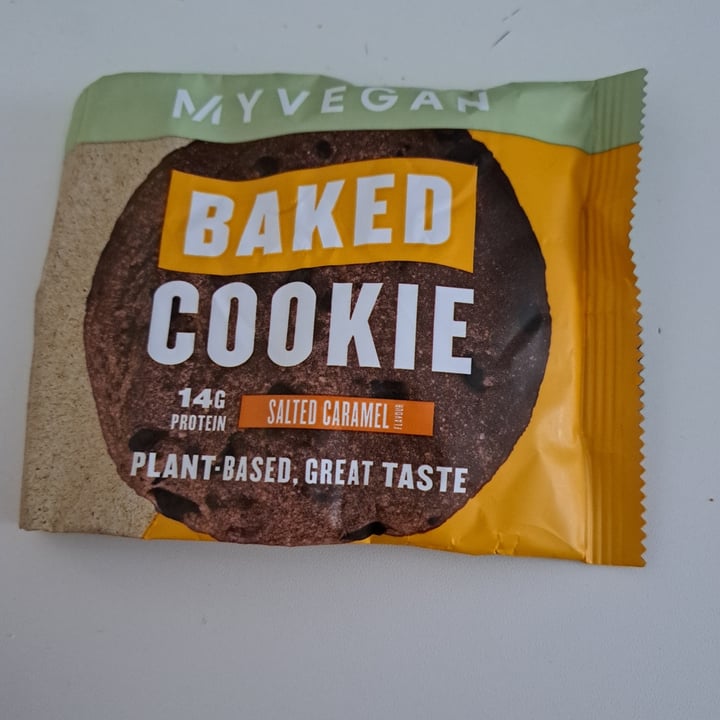 MYVEGAN
BAKED
COOKIE
14G
PROTEIN
SALTED CARAMEL FLAVOUR
PLANT-BASED, GREAT TASTE